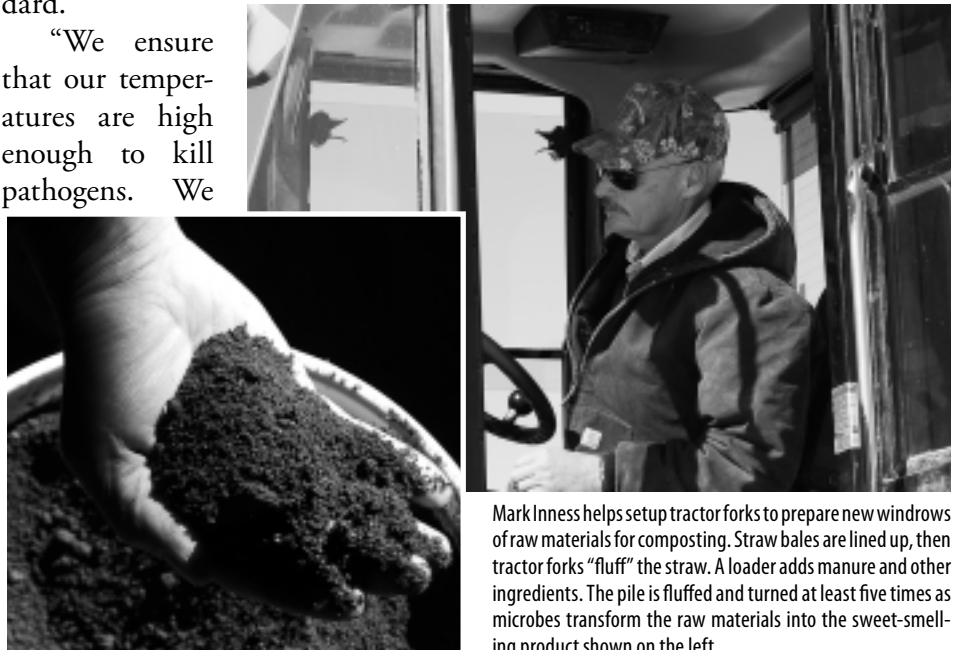 dard.
“We ensure
that our temper-
atures are high
enough to kill
pathogens. We
Mark Inness helps setup tractor forks to prepare new windrows
of raw materials for composting. Straw bales are lined up, then
tractor forks “fluff” the straw. A loader adds manure and other
ingredients. The pile is fluffed and turned at least five times as
microbes transform the raw materials into the sweet-smell-
ing product shown on the left.